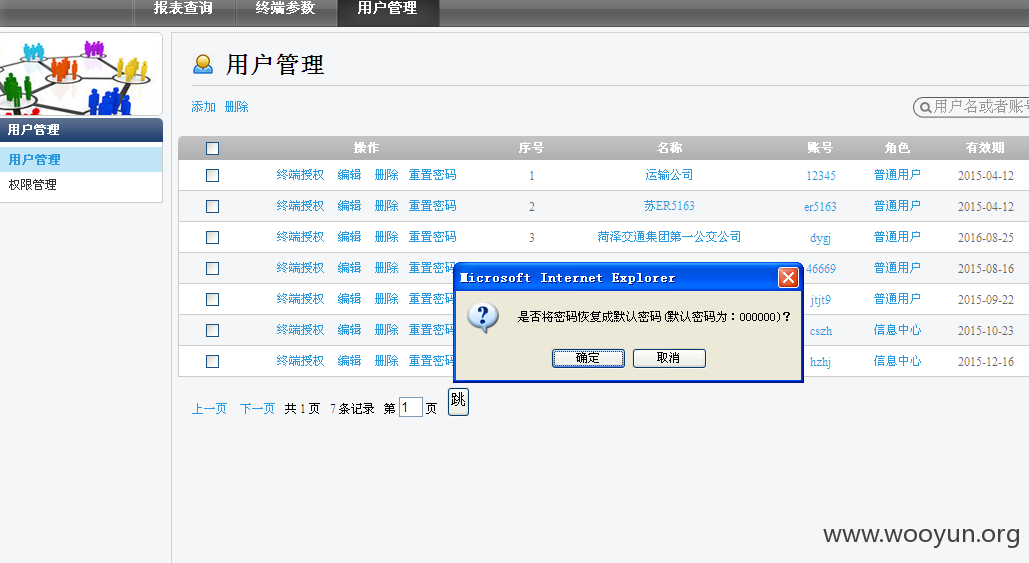 报表查询 终端参数 用户管理
用户管理
添加 删除
用户名或者账号
用户管理
用户管理
权限管理
操作 序号 名称 账号 角色 有效期
终端授权 编辑 删除 重置密码 1 运输公司 12345 普通用户 2015-04-12
终端授权 编辑 删除 重置密码 2 苏ER5163 er5163 普通用户 2015-04-12
终端授权 编辑 删除 重置密码 3 菏泽交通集团第一公交公司 dygj 普通用户 2016-08-25
终端授权 编辑 删除 重置密码 46669 普通用户 2015-08-16
终端授权 编辑 删除 重置密码 jtjt9 普通用户 2015-09-22
终端授权 编辑 删除 重置密码 cszh 信息中心 2015-10-23
终端授权 编辑 删除 重置密码 hzhj 信息中心 2015-12-16
Microsoft Internet Explorer
是否将密码恢复成默认密码(默认密码为：000000)?
确定 取消
上一页 下一页 共 1 页 7 条记录 第 1 页 跳
www.wooyun.org